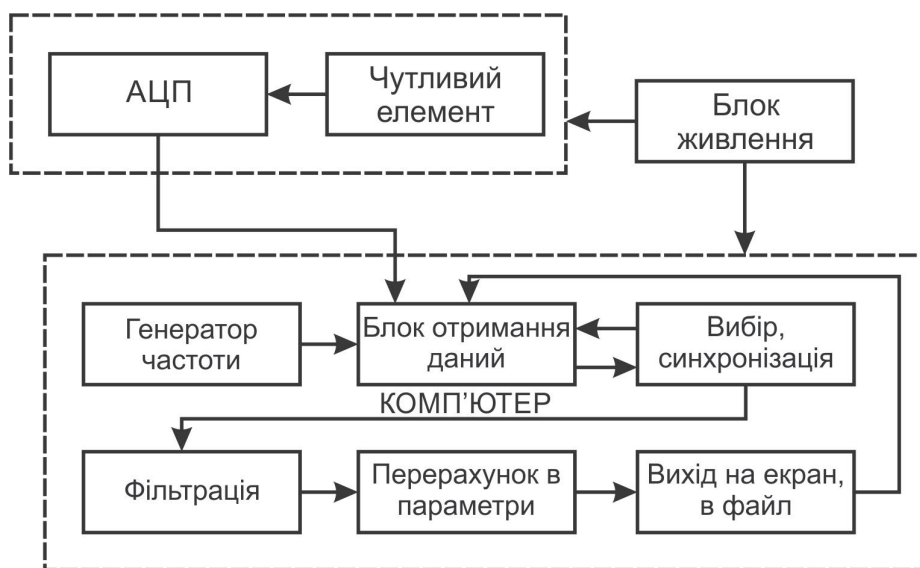 АЦП
Чутливий
елемент
Блок
живлення
Генератор
частоти
Блок отримання
даний
Вибір,
синхронізація
КОМП'ЮТЕР
Фільтрація
Перерахунок в
параметри
Вихід на екран,
в файл